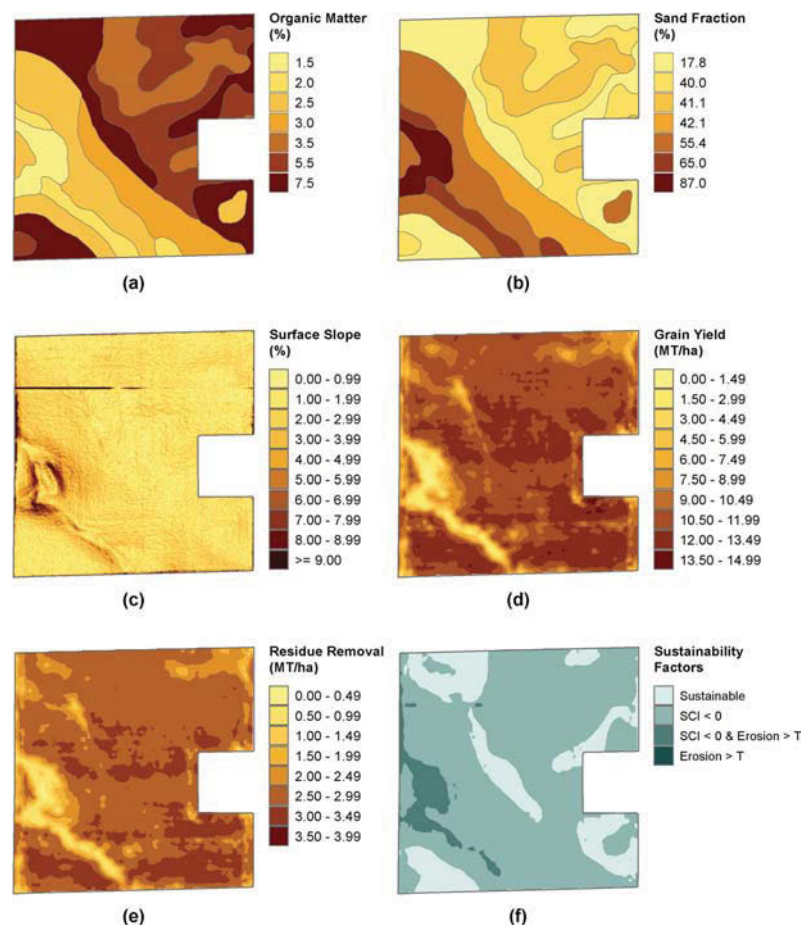 Organic Matter
(%)
1.5
2.0
2.5
3.0
3.5
5.5
7.5
(a)
Sand Fraction
(%)
17.8
40.0
41.1
42.1
55.4
65.0
87.0
(b)
Surface Slope
(%)
0.00 - 0.99
1.00 - 1.99
2.00 - 2.99
3.00 - 3.99
4.00 - 4.99
5.00 - 5.99
6.00 - 6.99
7.00 - 7.99
8.00 - 8.99
>= 9.00
(c)
Grain Yield
(MT/ha)
0.00 - 1.49
1.50 - 2.99
3.00 - 4.49
4.50 - 5.99
6.00 - 7.49
7.50 - 8.99
9.00 - 10.49
10.50 - 11.99
12.00 - 13.49
13.50 - 14.99
(d)
Residue Removal
(MT/ha)
0.00 - 0.49
0.50 - 0.99
1.00 - 1.49
1.50 - 1.99
2.00 - 2.49
2.50 - 2.99
3.00 - 3.49
3.50 - 3.99
(e)
Sustainability
Factors
Sustainable
SCI < 0
SCI < 0 & Erosion > T
Erosion > T
(f)